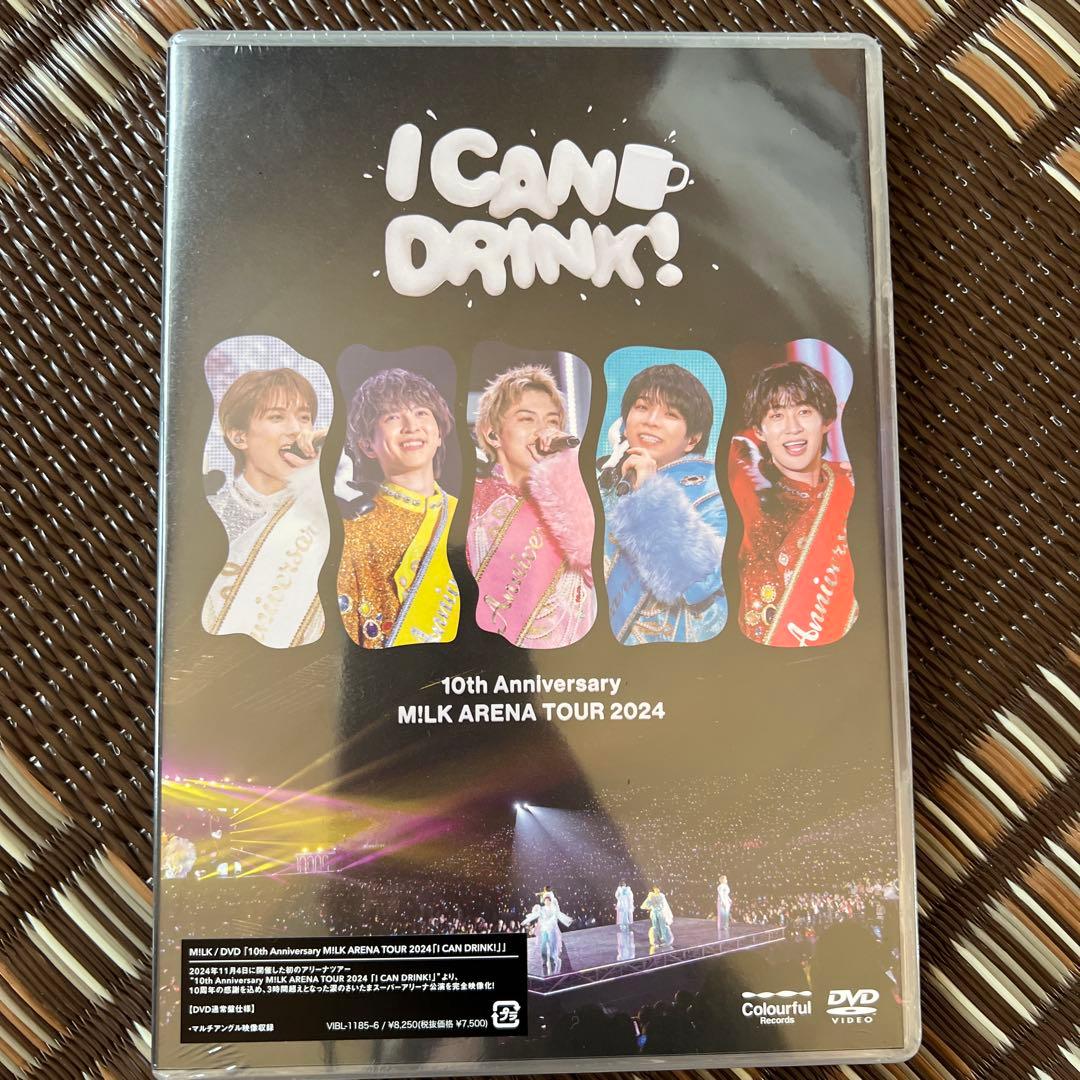 I CAN
DRINK!
niversar
Anniv
Annive
Anniver
10th Anniversary
M!LK ARENA TOUR 2024
M!LK / DVD「10th Anniversary M!LK ARENA TOUR 2024「I CAN DRINK!」」
2024年11月4日に開催した初のアリーナツアー
"10th Anniversary M!LK ARENA TOUR 2024 「I CAN DRINK!」"より、
10周年の感謝を込め、3時間超えとなった涙のさいたまスーパーアリーナ公演を完全映像化!
【DVD通常盤仕様】
・マルチアングル映像収録
VIBL-1185-6 / ¥8,250(税抜価格 ¥7,500)
Colourful
Records
DVD
VIDEO